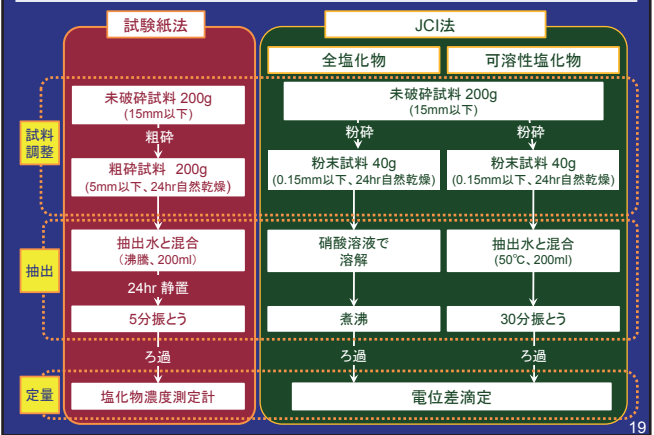 試験紙法
JCI法
全塩化物
可溶性塩化物
試料
調整
未破砕試料 200g
(15mm以下)
粗砕
粗砕試料 200g
(5mm以下、24hr自然乾燥)
未破砕試料 200g
(15mm以下)
粉砕
粉砕
粉末試料 40g
(0.15mm以下、24hr自然乾燥)
粉末試料 40g
(0.15mm以下、24hr自然乾燥)
抽出
抽出水と混合
(沸騰、200ml)
24hr 静置
5分振とう
ろ過
硝酸溶液で
溶解
煮沸
ろ過
抽出水と混合
(50℃、200ml)
30分振とう
ろ過
定量
塩化物濃度測定計
電位差滴定
19